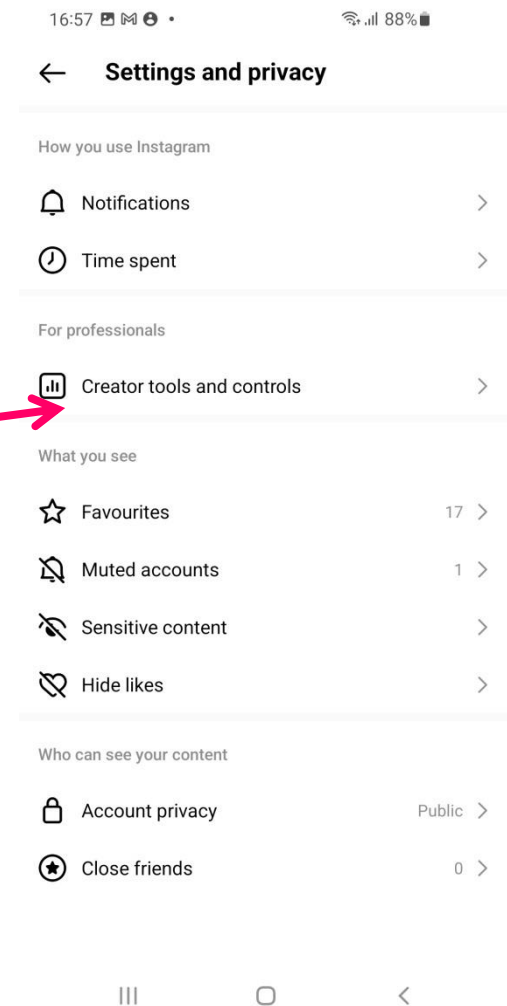 16:57 88%
Settings and privacy
How you use Instagram
Notifications
Time spent
For professionals
Creator tools and controls
What you see
Favourites 17
Muted accounts 1
Sensitive content
Hide likes
Who can see your content
Account privacy Public
Close friends 0